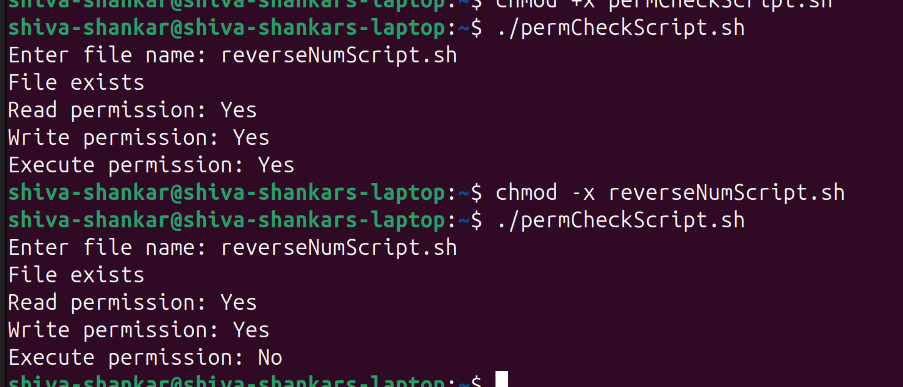 shiva-shankar@shiva-shankars-laptop:~$ chmod +x permCheckScript.sh
shiva-shankar@shiva-shankars-laptop:~$ ./permCheckScript.sh
Enter file name: reverseNumScript.sh
File exists
Read permission: Yes
Write permission: Yes
Execute permission: Yes
shiva-shankar@shiva-shankars-laptop:~$ chmod -x reverseNumScript.sh
shiva-shankar@shiva-shankars-laptop:~$ ./permCheckScript.sh
Enter file name: reverseNumScript.sh
File exists
Read permission: Yes
Write permission: Yes
Execute permission: No
shiva-shankar@shiva-shankars-laptop:~$